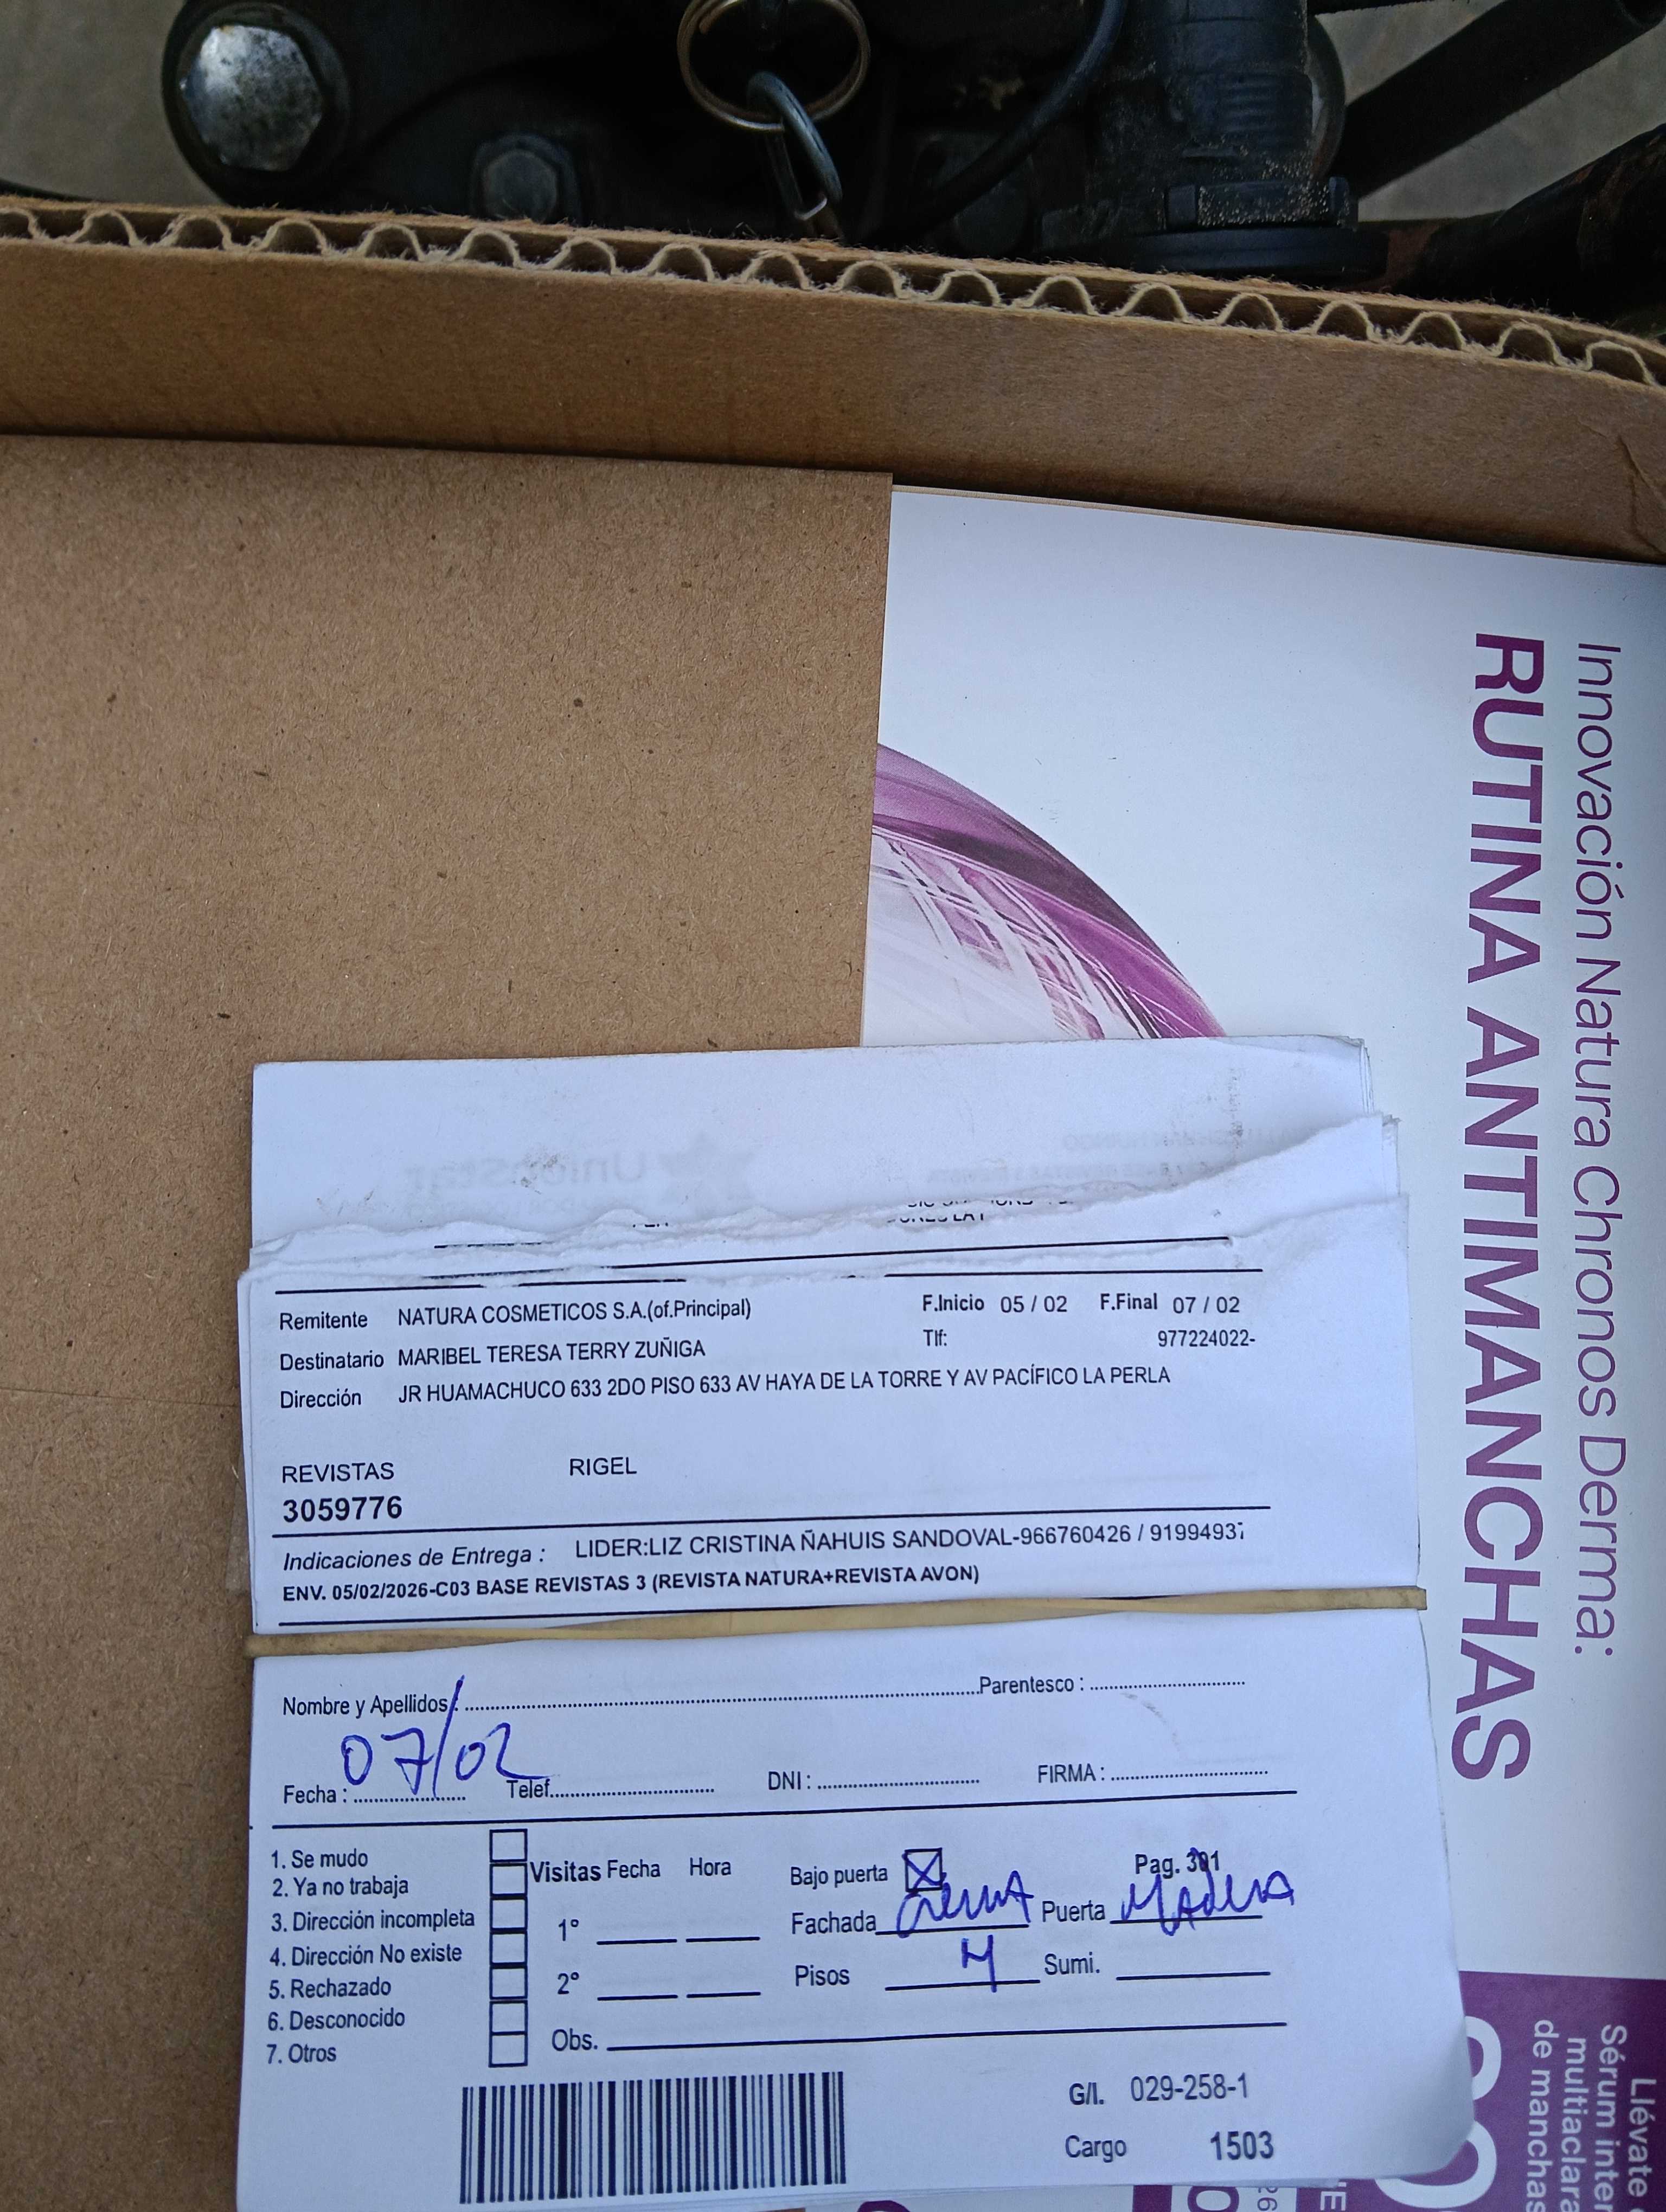 Innovación Natura Chronos Derma:
RUTINA ANTIMANCHAS
Remitente NATURA COSMETICOS S.A.(of.Principal) F.Inicio 05 / 02 F.Final 07 / 02
Destinatario MARIBEL TERESA TERRY ZUÑIGA Tlf: 977224022-
Dirección JR HUAMACHUCO 633 2DO PISO 633 AV HAYA DE LA TORRE Y AV PACÍFICO LA PERLA
REVISTAS RIGEL
3059776
Indicaciones de Entrega : LIDER:LIZ CRISTINA ÑAHUIS SANDOVAL-966760426 / 91994937
ENV. 05/02/2026-C03 BASE REVISTAS 3 (REVISTA NATURA+REVISTA AVON)
Nombre y Apellidos: Parentesco :
Fecha : 07/02 Telef. DNI : FIRMA :
1. Se mudo
2. Ya no trabaja
3. Dirección incompleta
4. Dirección No existe
5. Rechazado
6. Desconocido
7. Otros
Visitas Fecha Hora
1°
2°
Obs.
Bajo puerta Pag. 301
Fachada crema Puerta Madera
Pisos Sumi.
G/I. 029-258-1
Cargo 1503
Llévate
Sérum inten
multiaclara
de manchas